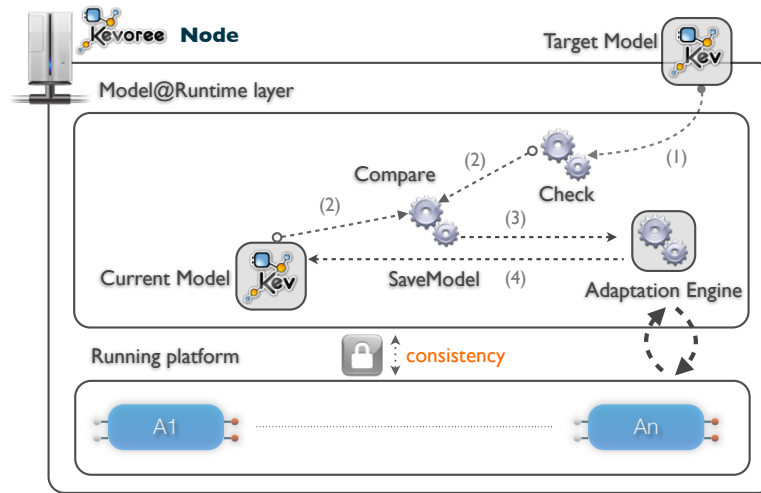 Kevoree Node
Target Model
Kev
Model@Runtime layer
(1)
(2)
Compare
Check
(2)
(3)
Current Model
Kev
SaveModel
(4)
Adaptation Engine
Running platform
consistency
A1
An